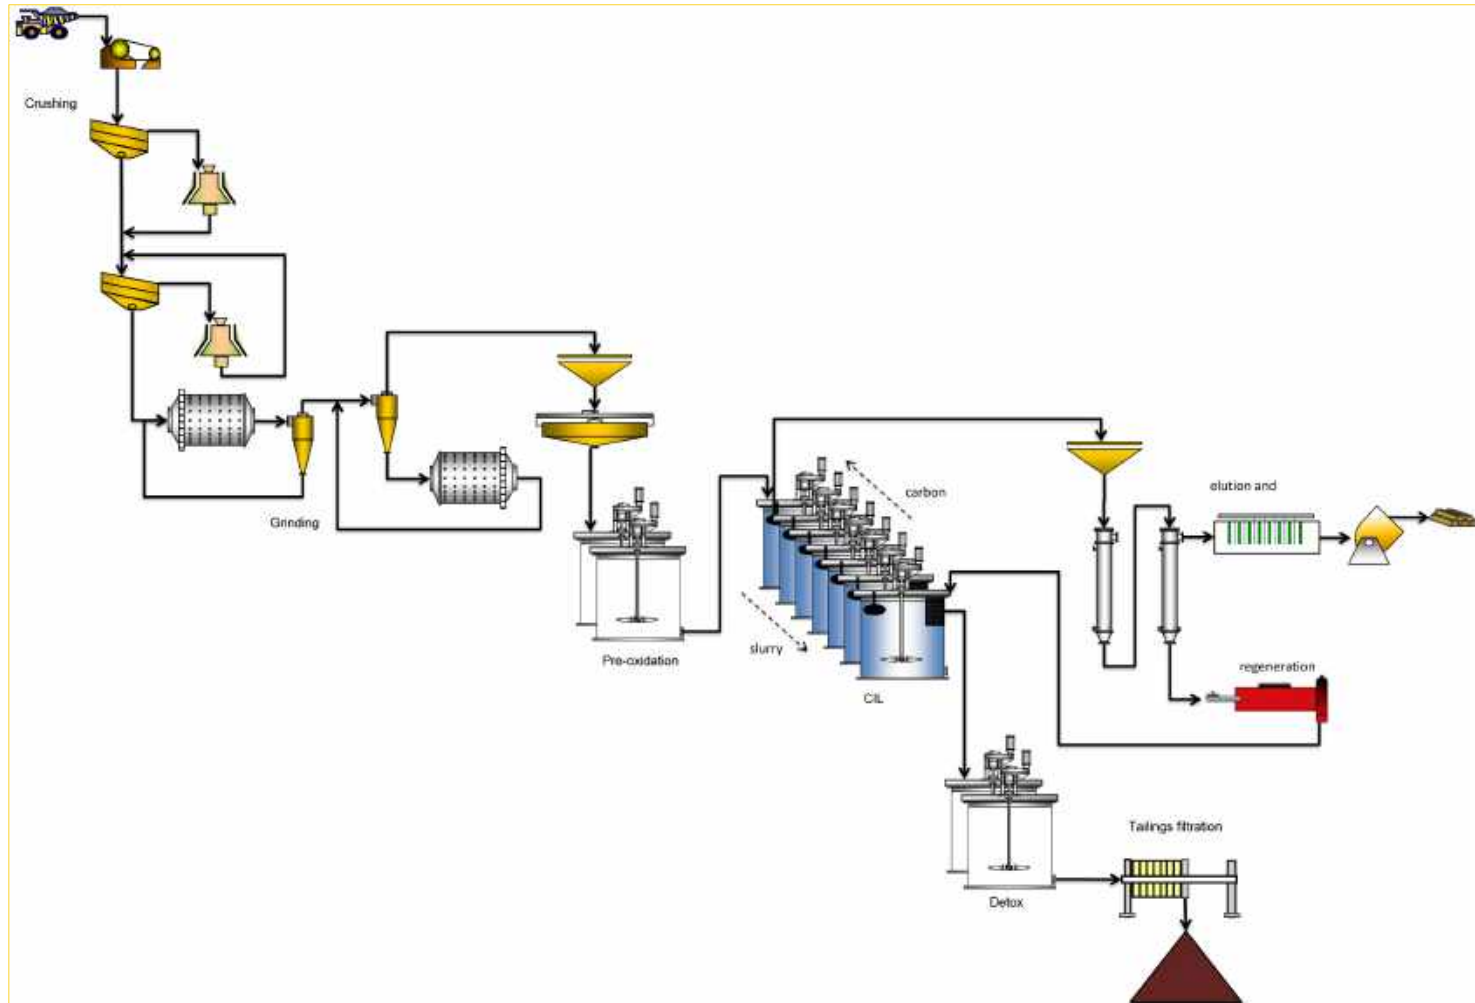 Crushing
Grinding
Pre-oxidation
carbon
slurry
CIL
elution and
regeneration
Detox
Tailings filtration